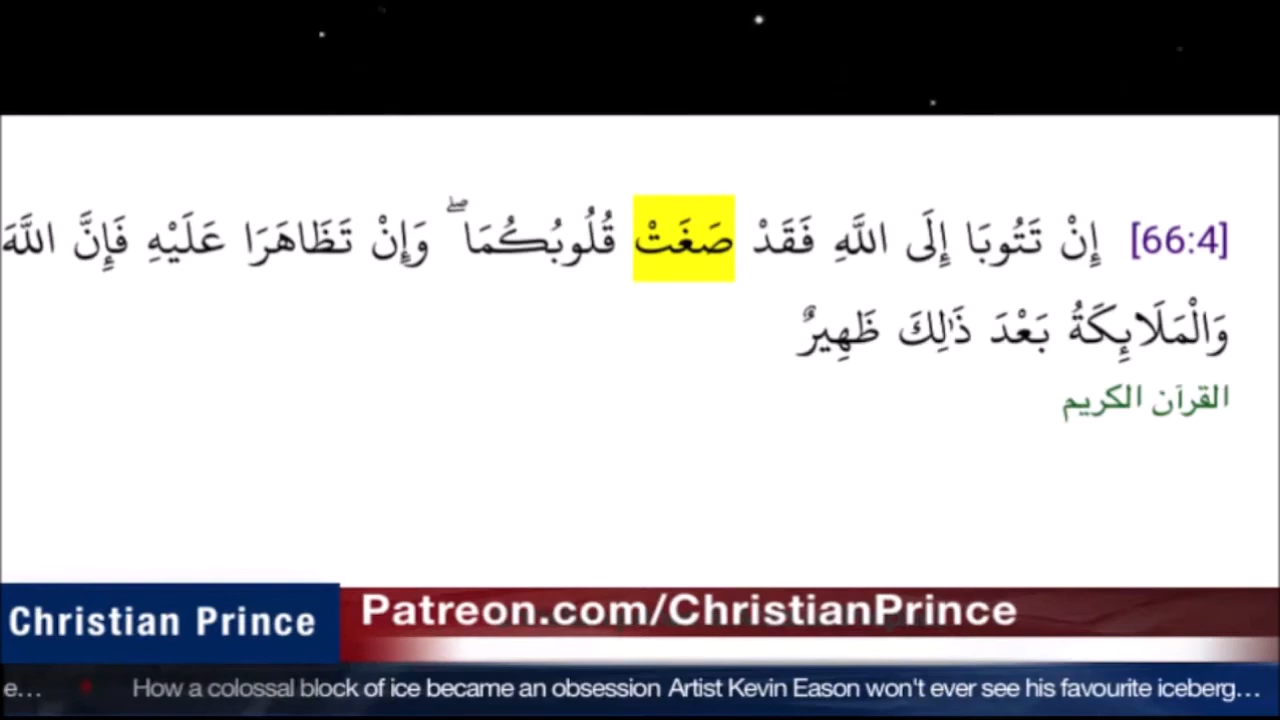 [66:4] إِنْ تَتُوبَا إِلَى اللَّهِ فَقَدْ صَغَتْ قُلُوبُكُمَا ۖ وَإِنْ تَظَاهَرَا عَلَيْهِ فَإِنَّ اللَّهَ
وَالْمَلَائِكَةُ بَعْدَ ذَٰلِكَ ظَهِيرٌ
القرآن الكريم
Patreon.com/ChristianPrince
Christian Prince
e... How a colossal block of ice became an obsession Artist Kevin Eason won't ever see his favourite iceberg...